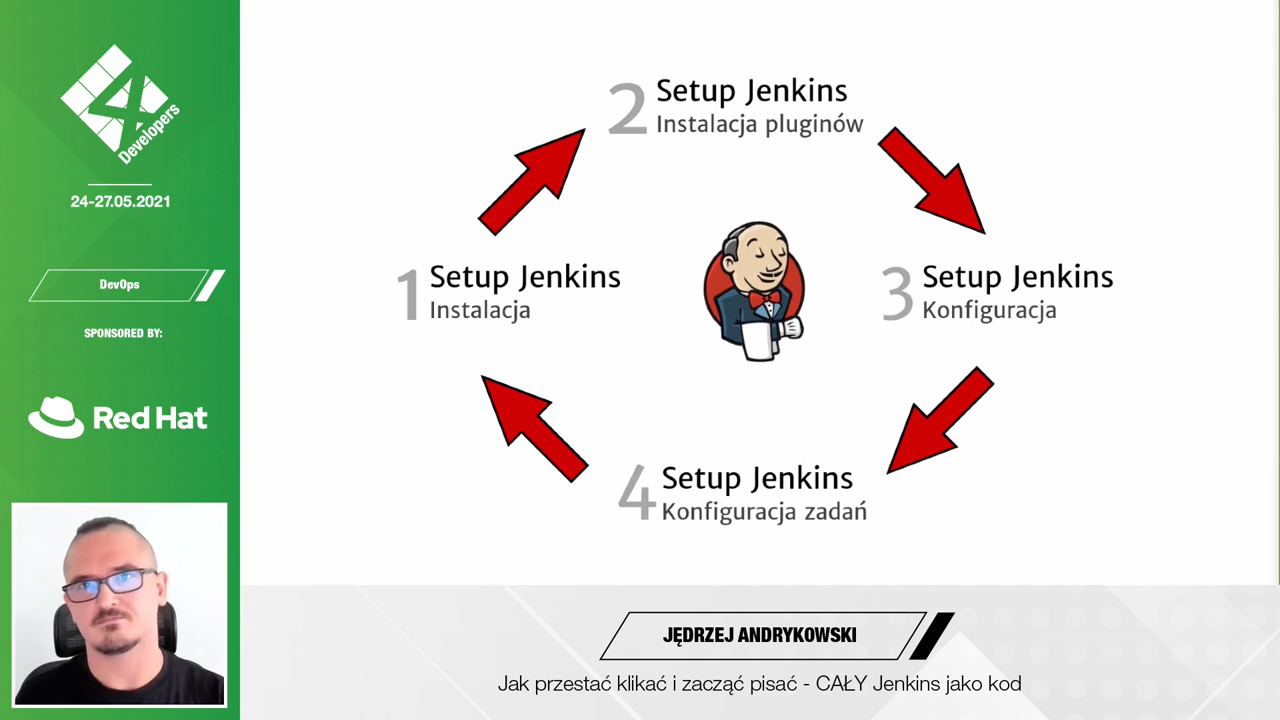 4
Developers
24-27.05.2021
DevOps
SPONSORED BY:
Red Hat
2 Setup Jenkins
Instalacja pluginów
1 Setup Jenkins
Instalacja
3 Setup Jenkins
Konfiguracja
4 Setup Jenkins
Konfiguracja zadań
JĘDRZEJ ANDRYKOWSKI
Jak przestać klikać i zacząć pisać - CAŁY Jenkins jako kod